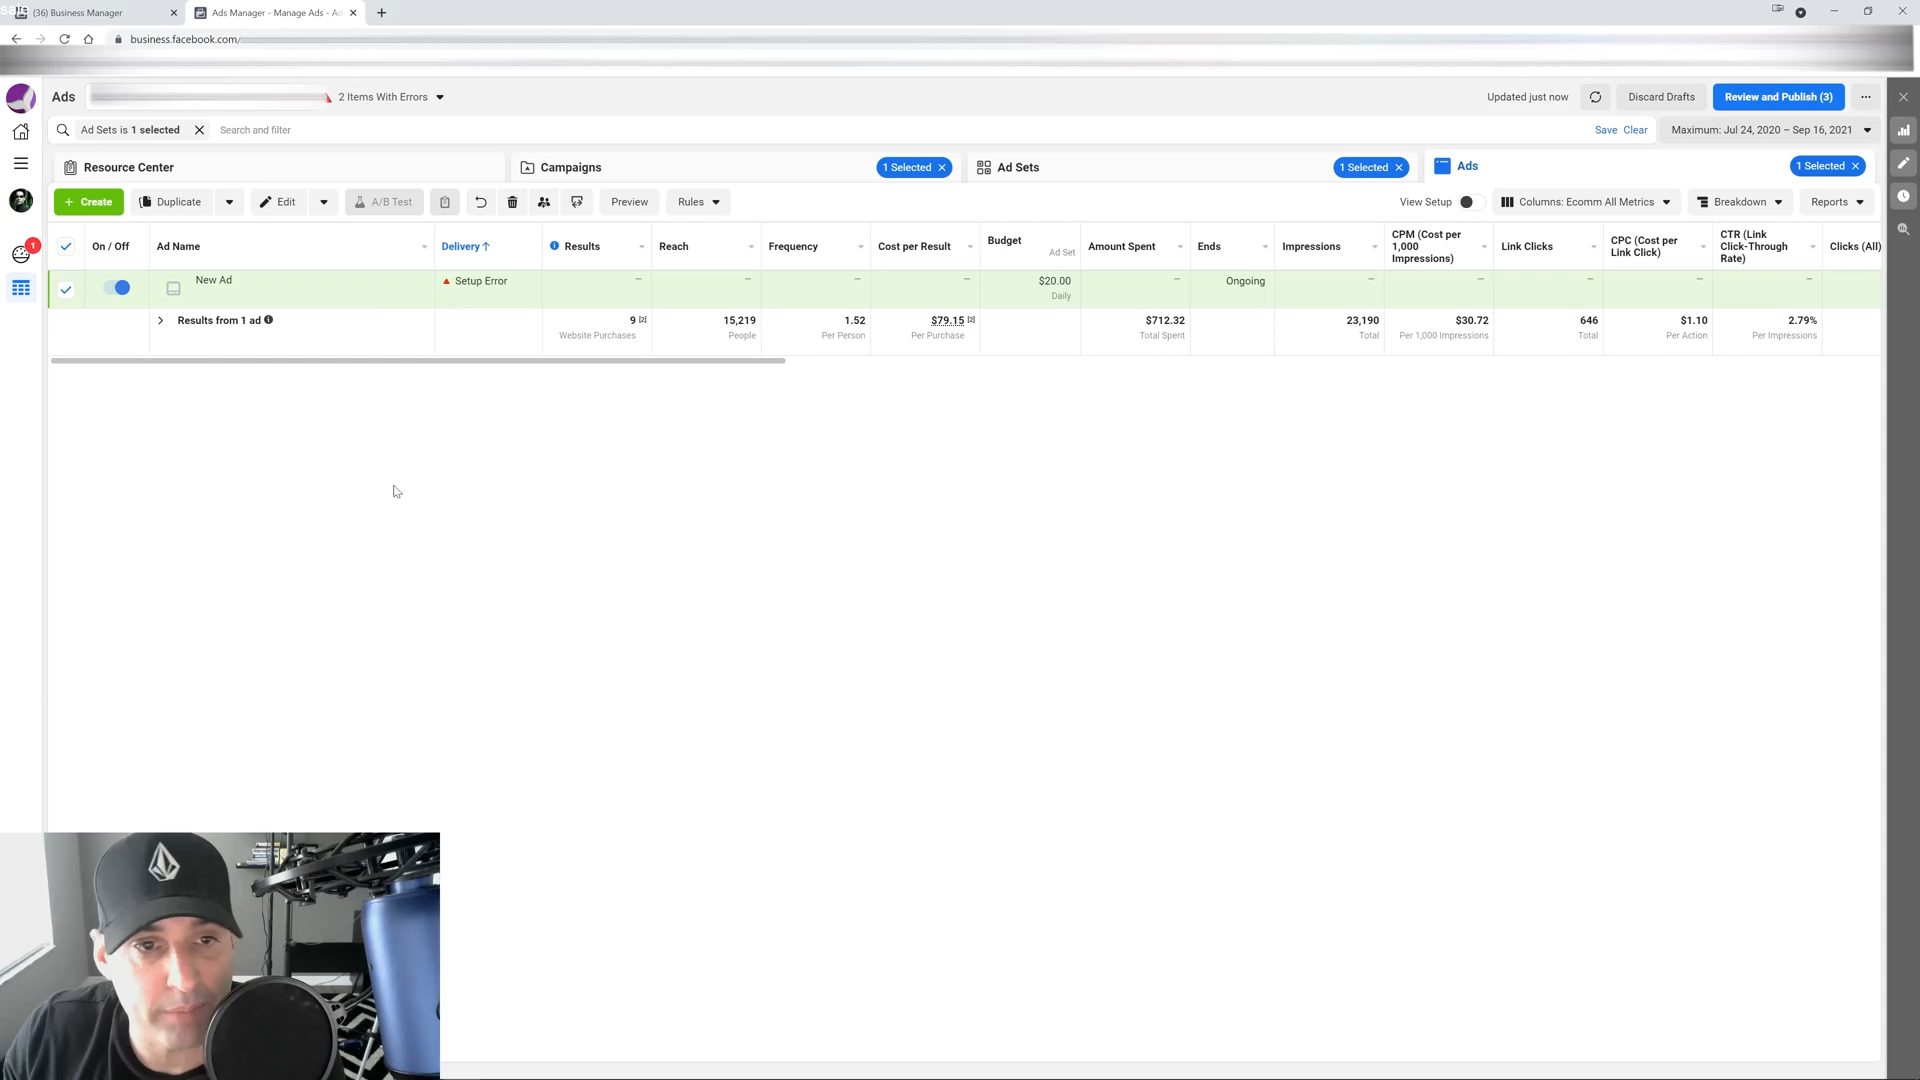 (36) Business Manager
Ads Manager - Manage Ads - Ad
business.facebook.com/
Ads
2 Items With Errors
Updated just now
Discard Drafts
Review and Publish (3)
Ad Sets is 1 selected
Search and filter
Save Clear
Maximum: Jul 24, 2020 – Sep 16, 2021
Resource Center
Campaigns
1 Selected
Ad Sets
1 Selected
Ads
1 Selected
+ Create
Duplicate
Edit
A/B Test
Preview
Rules
View Setup
Columns: Ecomm All Metrics
Breakdown
Reports
1
On / Off
Ad Name
Delivery ↑
Results
Reach
Frequency
Cost per Result
Budget
Ad Set
Amount Spent
Ends
Impressions
CPM (Cost per 1,000 Impressions)
Link Clicks
CPC (Cost per Link Click)
CTR (Link Click-Through Rate)
Clicks (All)
New Ad
Setup Error
–
–
–
–
$20.00
Daily
–
Ongoing
–
–
–
–
–
Results from 1 ad
9 [2]
Website Purchases
15,219
People
1.52
Per Person
$79.15 [2]
Per Purchase
$712.32
Total Spent
23,190
Total
$30.72
Per 1,000 Impressions
646
Total
$1.10
Per Action
2.79%
Per Impressions